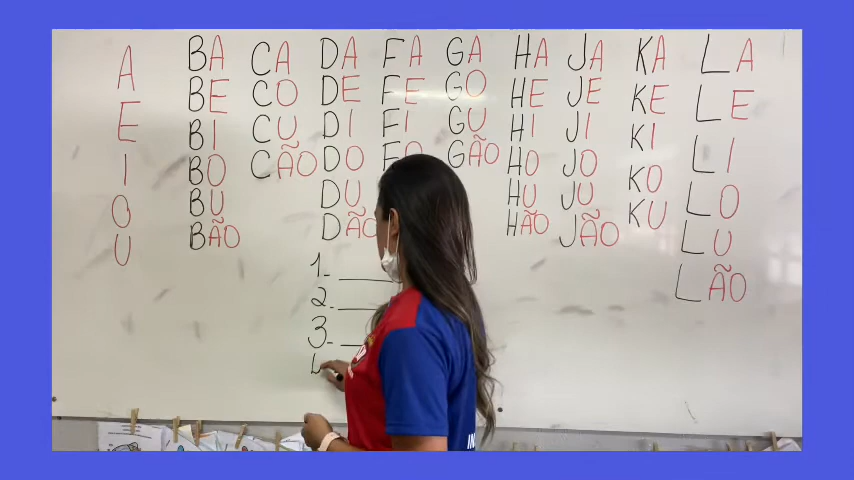 A BA CA DA FA GA HA JA KA LA
E BE CO DE FE GO HE JE KE LE
I BI CU DI FI GU HI JI KI LI
O BO CÃO DO FO GÃO HO JO KO LO
U BU DU HU JU KU LU
BÃO DÃO HÃO JÃO LÃO
1-
2-
3-